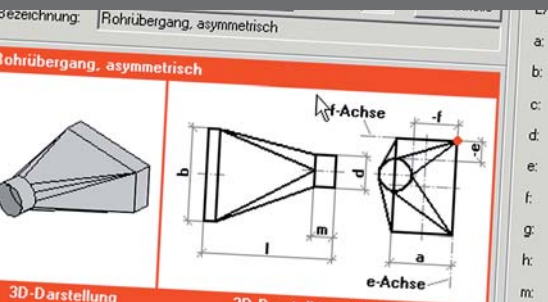 Bezeichnung: Rohrübergang, asymmetrisch
Rohrübergang, asymmetrisch
f-Achse
-f
-e
b
d
m
l
a
e-Achse
3D-Darstellung
a:
b:
c:
d:
e:
f:
g:
h:
m: